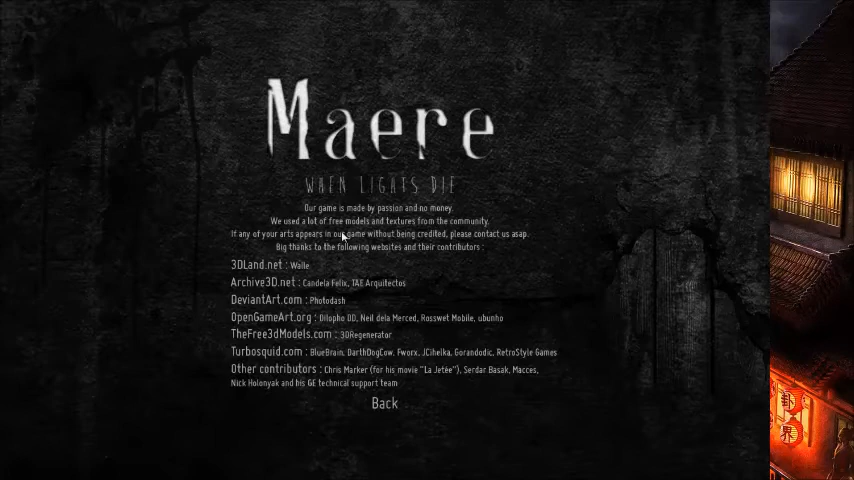 Maere
WHEN LIGHTS DIE
Our game is made by passion and no money.
We used a lot of free models and textures from the community.
If any of your arts appears in our game without being credited, please contact us asap.
Big thanks to the following websites and their contributors :
3DLand.net : Walle
Archive3D.net : Candela Felix, TAE Arquitectos
DeviantArt.com : Photodash
OpenGameArt.org : Dilopho DD, Neil dela Merced, Rosswet Mobile, ubunho
TheFree3dModels.com : 3DRegenerator
Turbosquid.com : BlueBrain, DarthDogCow, Fworx, JCihelka, Gorandodic, RetroStyle Games
Other contributors : Chris Marker (for his movie "La Jetée"), Serdar Basak, Macces,
Nick Holonyak and his GE technical support team
Back